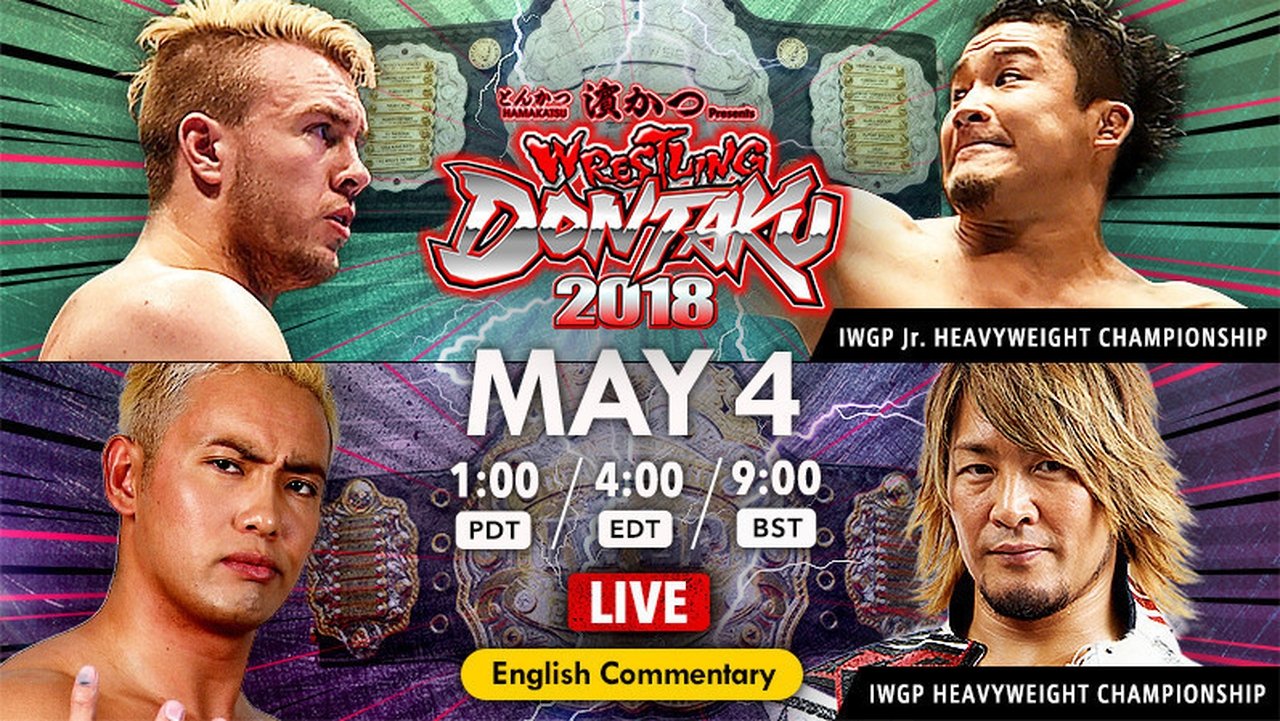 とんかつ 濵かつ
HAMAKATSU Presents
WRESTLING
DONTAKU
2018
IWGP Jr. HEAVYWEIGHT CHAMPIONSHIP
MAY 4
1:00 / 4:00 / 9:00
PDT EDT BST
LIVE
English Commentary
IWGP HEAVYWEIGHT CHAMPIONSHIP